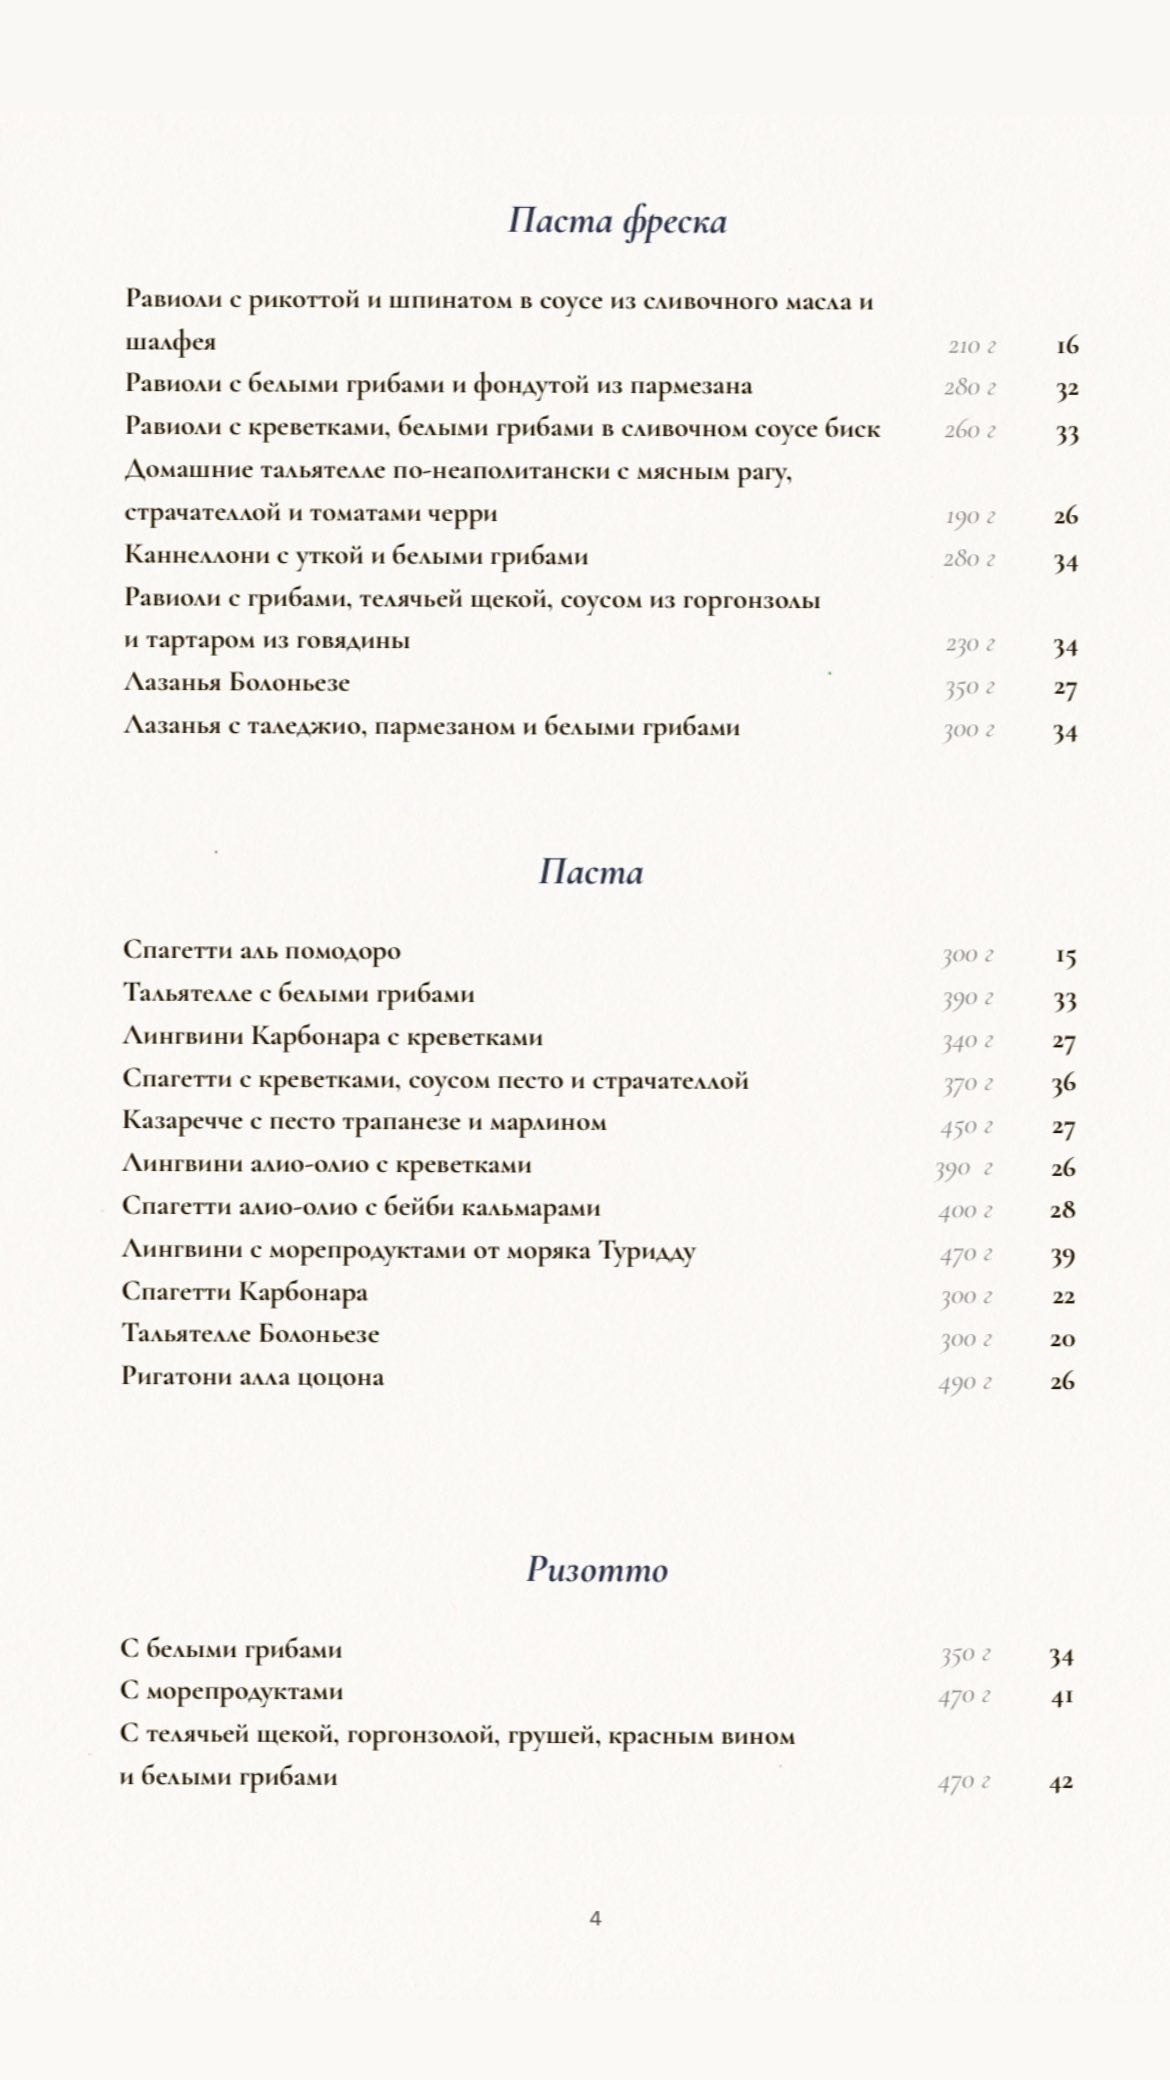 Паста фреска
Равиоли с рикоттой и шпинатом в соусе из сливочного масла и
шалфея 210 г 16
Равиоли с белыми грибами и фондутой из пармезана 280 г 32
Равиоли с креветками, белыми грибами в сливочном соусе биск 260 г 33
Домашние тальятелле по-неаполитански с мясным рагу,
страчателлой и томатами черри 190 г 26
Каннеллони с уткой и белыми грибами 280 г 34
Равиоли с грибами, телячьей щекой, соусом из горгонзолы
и тартаром из говядины 230 г 34
Лазанья Болоньезе 350 г 27
Лазанья с таледжио, пармезаном и белыми грибами 300 г 34
Паста
Спагетти аль помодоро 300 г 15
Тальятелле с белыми грибами 390 г 33
Лингвини Карбонара с креветками 340 г 27
Спагетти с креветками, соусом песто и страчателлой 370 г 36
Казаречче с песто трапанезе и марлином 450 г 27
Лингвини алио-олио с креветками 390 г 26
Спагетти алио-олио с бейби кальмарами 400 г 28
Лингвини с морепродуктами от моряка Туридду 470 г 39
Спагетти Карбонара 300 г 22
Тальятелле Болоньезе 300 г 20
Ригатони алла цоцона 490 г 26
Ризотто
С белыми грибами 350 г 34
С морепродуктами 470 г 41
С телячьей щекой, горгонзолой, грушей, красным вином
и белыми грибами 470 г 42
4